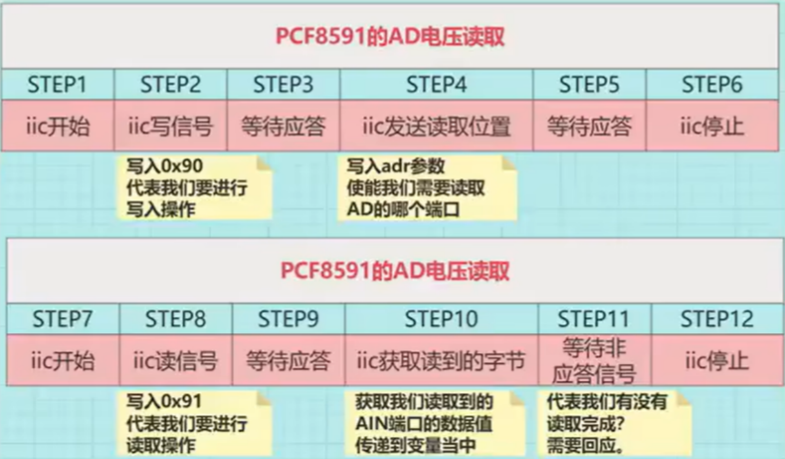 PCF8591的AD电压读取
STEP1 STEP2 STEP3 STEP4 STEP5 STEP6
iic开始 iic写信号 等待应答 iic发送读取位置 等待应答 iic停止
写入0x90
代表我们要进行
写入操作
写入adr参数
使能我们需要读取
AD的哪个端口
PCF8591的AD电压读取
STEP7 STEP8 STEP9 STEP10 STEP11 STEP12
iic开始 iic读信号 等待应答 iic获取读到的字节 等待非
应答信号 iic停止
写入0x91
代表我们要进行
读取操作
获取我们读取到的
AIN端口的数据值
传递到变量当中
代表我们有没有
读取完成？
需要回应。